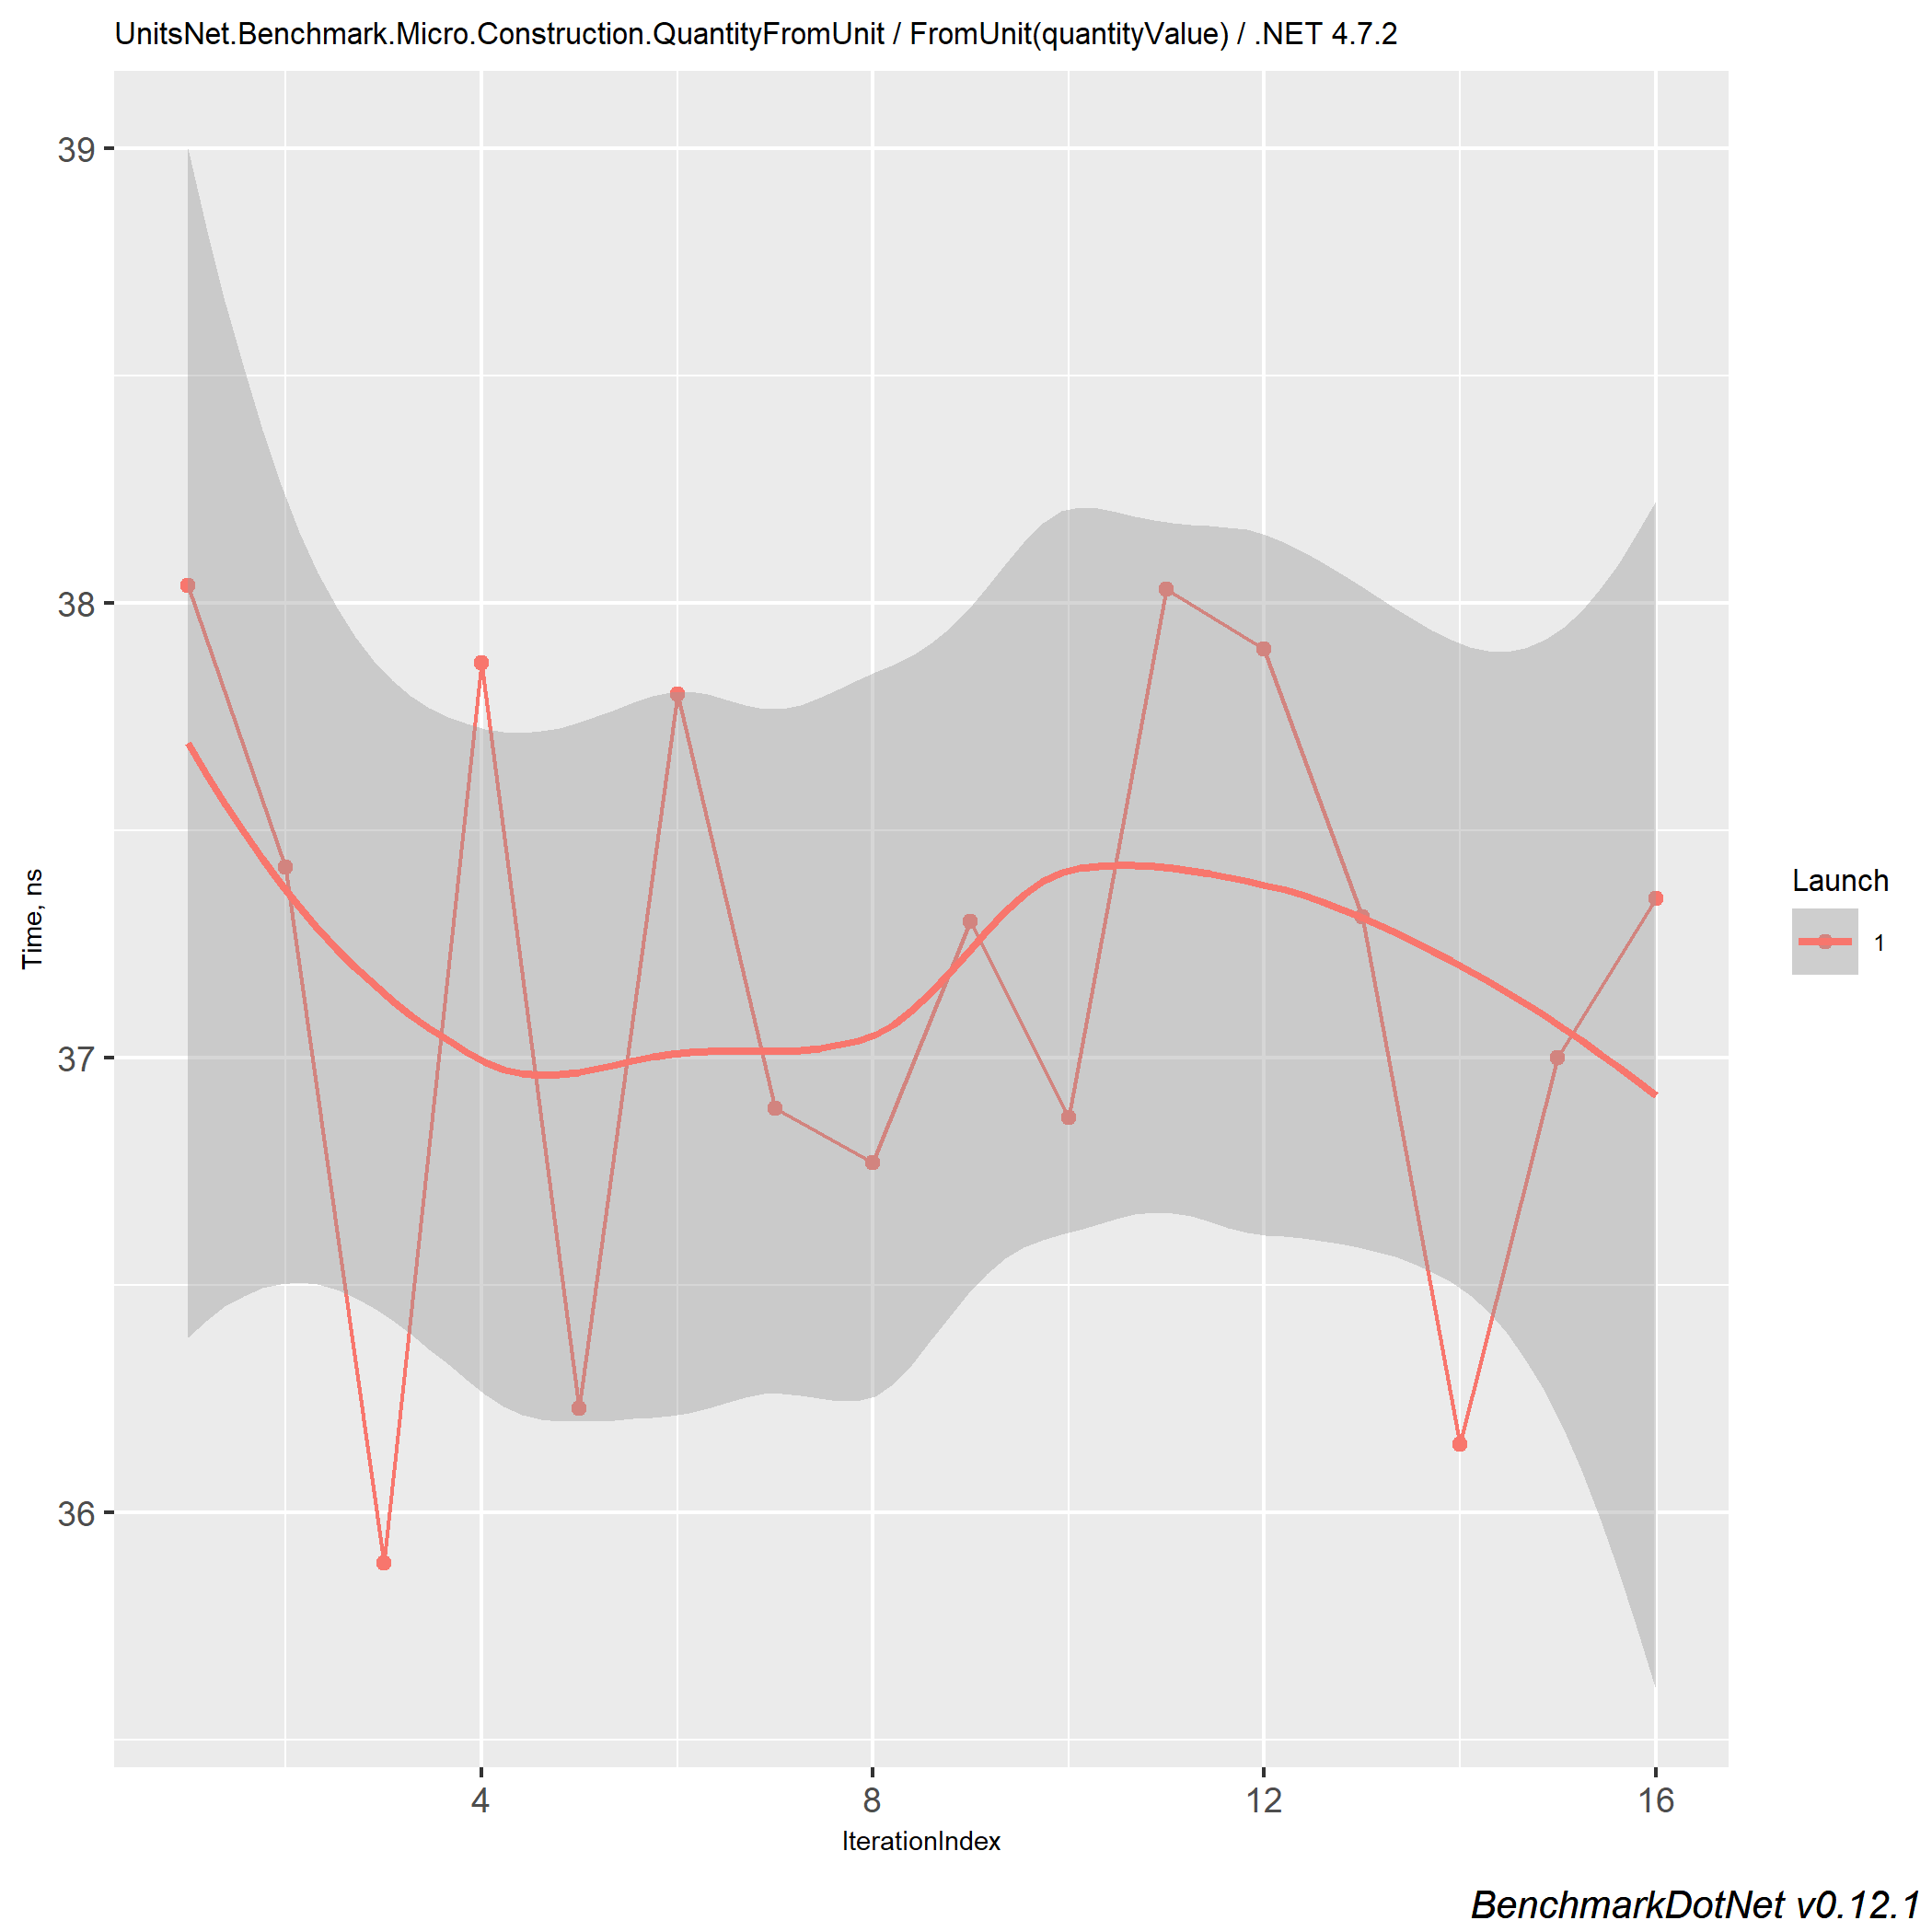 UnitsNet.Benchmark.Micro.Construction.QuantityFromUnit / FromUnit(quantityValue) / .NET 4.7.2
39
38
37
36
Time, ns
4 8 12 16
IterationIndex
Launch
1
BenchmarkDotNet v0.12.1